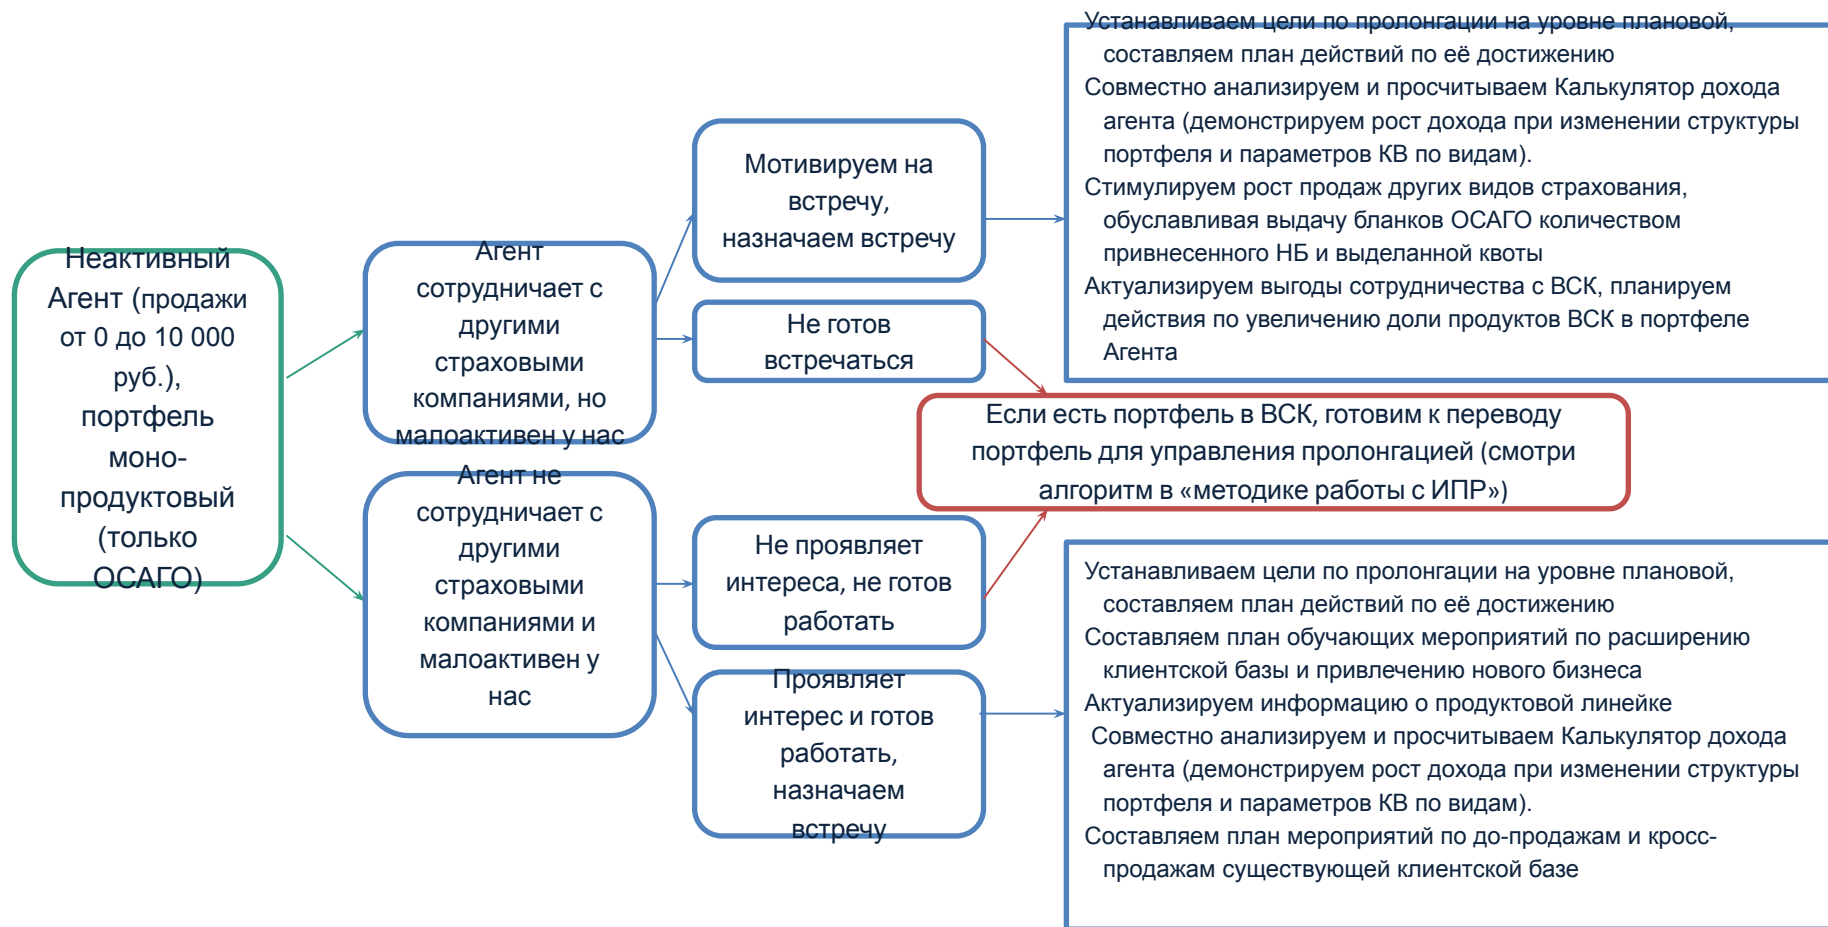 Неактивный
Агент (продажи
от 0 до 10 000
руб.),
портфель
моно-
продуктовый
(только
ОСАГО)
Агент
сотрудничает с
другими
страховыми
компаниями, но
малоактивен у нас
Агент не
сотрудничает с
другими
страховыми
компаниями и
малоактивен у
нас
Мотивируем на
встречу,
назначаем встречу
Не готов
встречаться
Не проявляет
интереса, не готов
работать
Проявляет
интерес и готов
работать,
назначаем
встречу
Устанавливаем цели по пролонгации на уровне плановой,
составляем план действий по её достижению
Совместно анализируем и просчитываем Калькулятор дохода
агента (демонстрируем рост дохода при изменении структуры
портфеля и параметров КВ по видам).
Стимулируем рост продаж других видов страхования,
обуславливая выдачу бланков ОСАГО количеством
привнесенного НБ и выделанной квоты
Актуализируем выгоды сотрудничества с ВСК, планируем
действия по увеличению доли продуктов ВСК в портфеле
Агента
Если есть портфель в ВСК, готовим к переводу
портфель для управления пролонгацией (смотри
алгоритм в «методике работы с ИПР»)
Устанавливаем цели по пролонгации на уровне плановой,
составляем план действий по её достижению
Составляем план обучающих мероприятий по расширению
клиентской базы и привлечению нового бизнеса
Актуализируем информацию о продуктовой линейке
Совместно анализируем и просчитываем Калькулятор дохода
агента (демонстрируем рост дохода при изменении структуры
портфеля и параметров КВ по видам).
Составляем план мероприятий по до-продажам и кросс-
продажам существующей клиентской базе